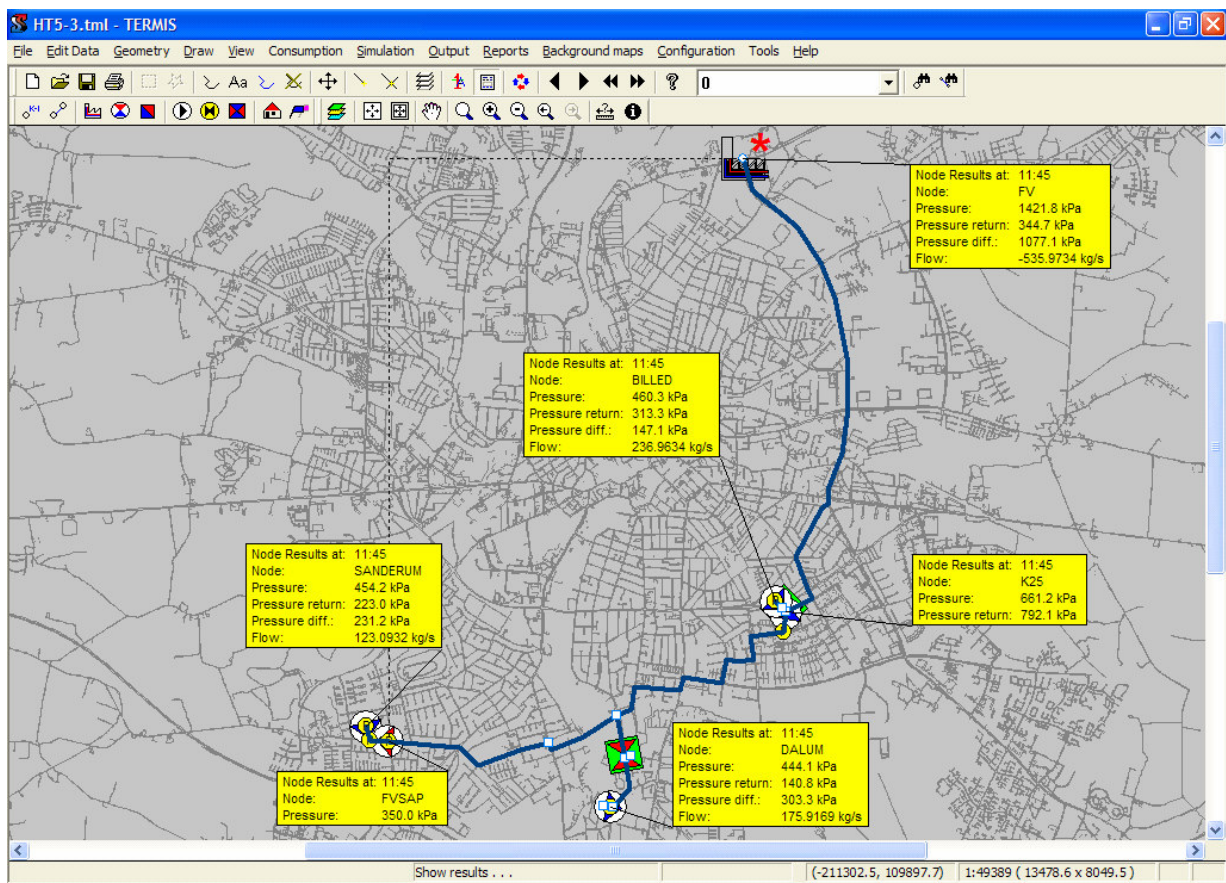 HT5-3.tml - TERMIS
File Edit Data Geometry Draw View Consumption Simulation Output Reports Background maps Configuration Tools Help
Aa 0
K-1
Node Results at: 11:45
Node: FV
Pressure: 1421.8 kPa
Pressure return: 344.7 kPa
Pressure diff.: 1077.1 kPa
Flow: -535.9734 kg/s
Node Results at: 11:45
Node: BILLED
Pressure: 460.3 kPa
Pressure return: 313.3 kPa
Pressure diff.: 147.1 kPa
Flow: 236.9634 kg/s
Node Results at: 11:45
Node: SANDERUM
Pressure: 454.2 kPa
Pressure return: 223.0 kPa
Pressure diff.: 231.2 kPa
Flow: 123.0932 kg/s
Node Results at: 11:45
Node: K25
Pressure: 661.2 kPa
Pressure return: 792.1 kPa
Node Results at: 11:45
Node: DALUM
Pressure: 444.1 kPa
Pressure return: 140.8 kPa
Pressure diff.: 303.3 kPa
Flow: 175.9169 kg/s
Node Results at: 11:45
Node: FVSAP
Pressure: 350.0 kPa
Show results . . . (-211302.5, 109897.7) 1:49389 ( 13478.6 x 8049.5 )